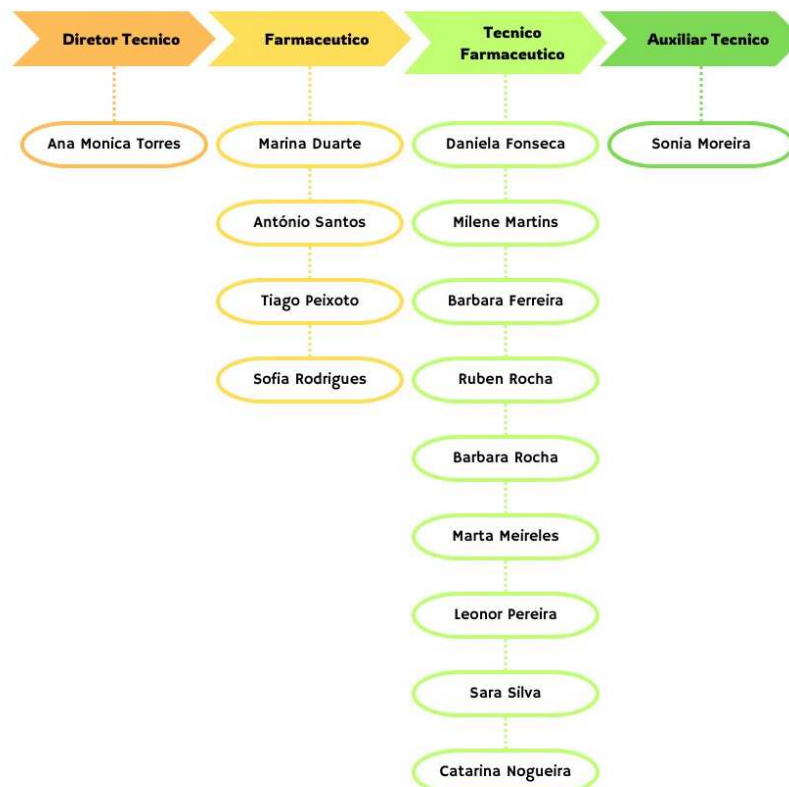 Diretor Tecnico
Farmaceutico
Tecnico
Farmaceutico
Auxiliar Tecnico
Ana Monica Torres
Marina Duarte
António Santos
Tiago Peixoto
Sofia Rodrigues
Daniela Fonseca
Milene Martins
Barbara Ferreira
Ruben Rocha
Barbara Rocha
Marta Meireles
Leonor Pereira
Sara Silva
Catarina Nogueira
Sonia Moreira